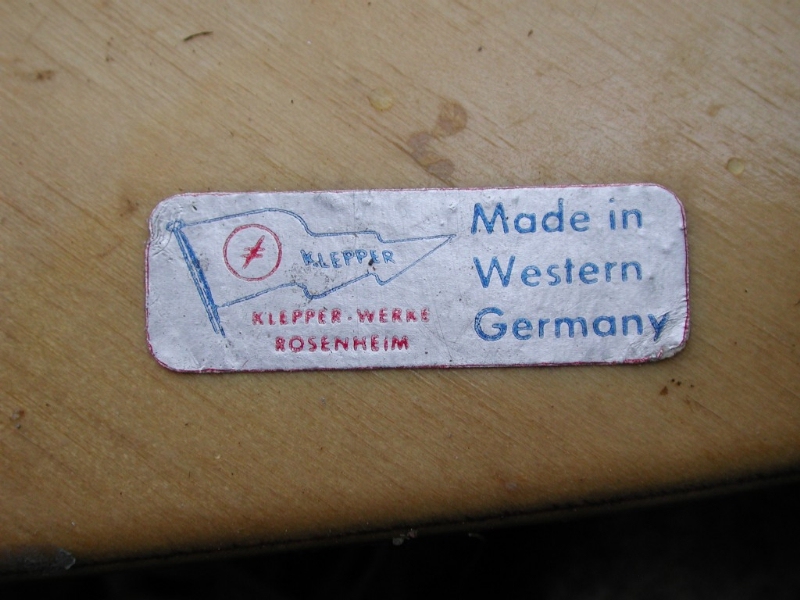 KLEPPER
KLEPPER-WERKE
ROSENHEIM
Made in
Western
Germany